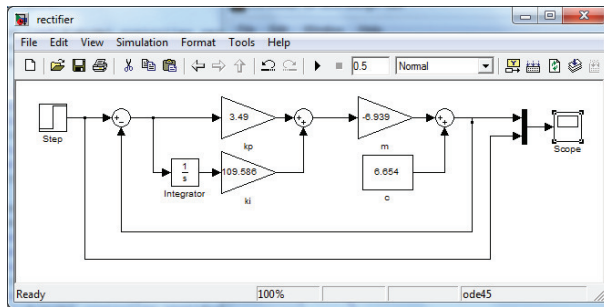 rectifier
File Edit View Simulation Format Tools Help
0.5 Normal
Step
3.49
kp
-6.939
m
1
s
Integrator
109.586
ki
6.654
c
Scope
Ready 100% ode45